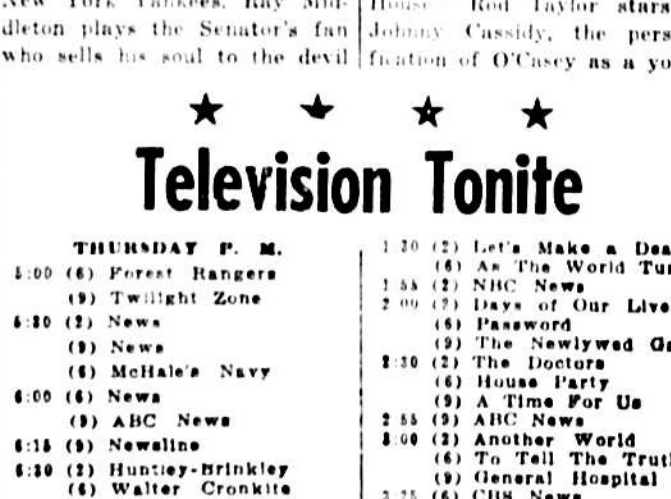 New York Yankees. Ray Mid-
dleton plays the Senator's fan
who sells his soul to the devil
House" Rod Taylor stars
Johnny Cassidy, the pers
fication of O'Casey as a yo
Television Tonite
THURSDAY P. M.
5:00 (6) Forest Rangers
(9) Twilight Zone
5:30 (2) News
(9) News
(6) McHale's Navy
6:00 (6) News
(9) ABC News
6:15 (9) Newsline
6:30 (2) Huntley-Brinkley
(6) Walter Cronkite
1 30 (2) Let's Make a Dea
(6) As The World Tur
1 55 (2) NBC News
2 00 (2) Days of Our Live
(6) Password
(9) The Newlywed Ga
2:30 (2) The Doctors
(6) House Party
(9) A Time For Us
2 55 (9) ABC News
3:00 (2) Another World
(6) To Tell The Trut
(9) General Hospital
3 25 (6) CBS News